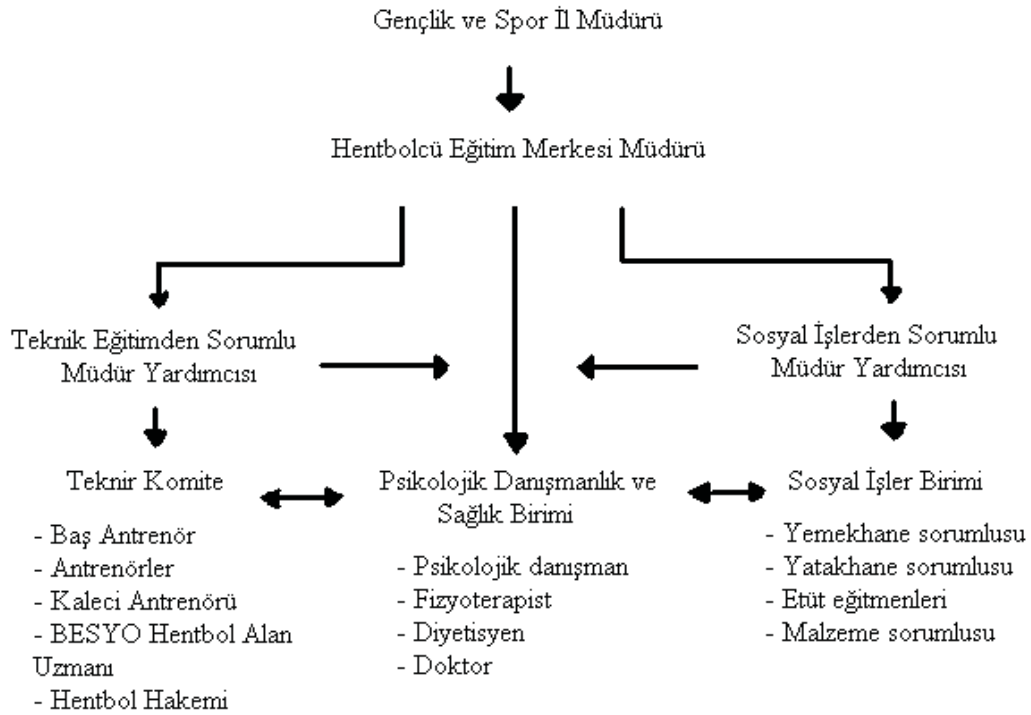 Gençlik ve Spor İl Müdürü
Hentbolcü Eğitim Merkesi Müdürü
Teknik Eğitimden Sorumlu
Müdür Yardımcısı
Sosyal İşlerden Sorumlu
Müdür Yardımcısı
Teknir Komite
- Baş Antrenör
- Antrenörler
- Kaleci Antrenörü
- BESYO Hentbol Alan
Uzmanı
- Hentbol Hakemi
Psikolojik Danışmanlık ve
Sağlık Birimi
- Psikolojik danışman
- Fizyoterapist
- Diyetisyen
- Doktor
Sosyal İşler Birimi
- Yemekhane sorumlusu
- Yatakhane sorumlusu
- Etüt eğitmenleri
- Malzeme sorumlusu